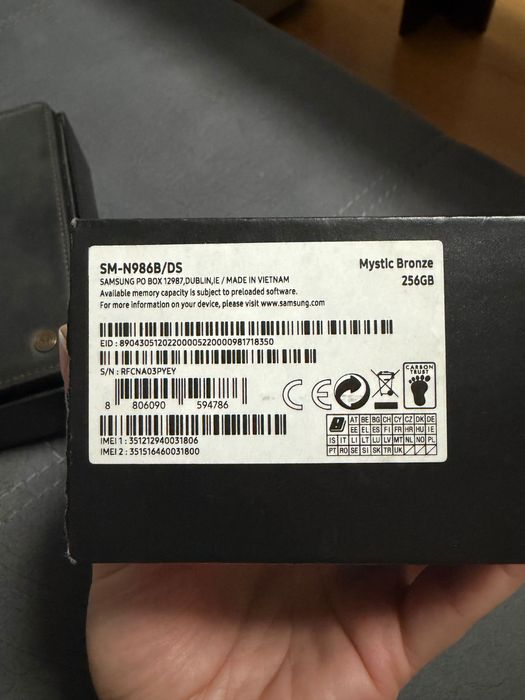 SM-N986B/DS
Mystic Bronze
SAMSUNG PO BOX 12987,DUBLIN,IE / MADE IN VIETNAM
256GB
Available memory capacity is subject to preloaded software.
For more information on your device, please visit www.samsung.com
EID : 89043051202200005220000981718350
S/N : RFCNA03PYEY
CARBON
TRUST
8 806090 594786
CE
AT BE BG CH CY CZ DK DE
EE EL ES FI FR HR HU IE
IS IT LI LT LU LV MT NL NO PL
PT RO SE SI SK TR UK
IMEI 1 : 351212940031806
IMEI 2 : 351516460031800